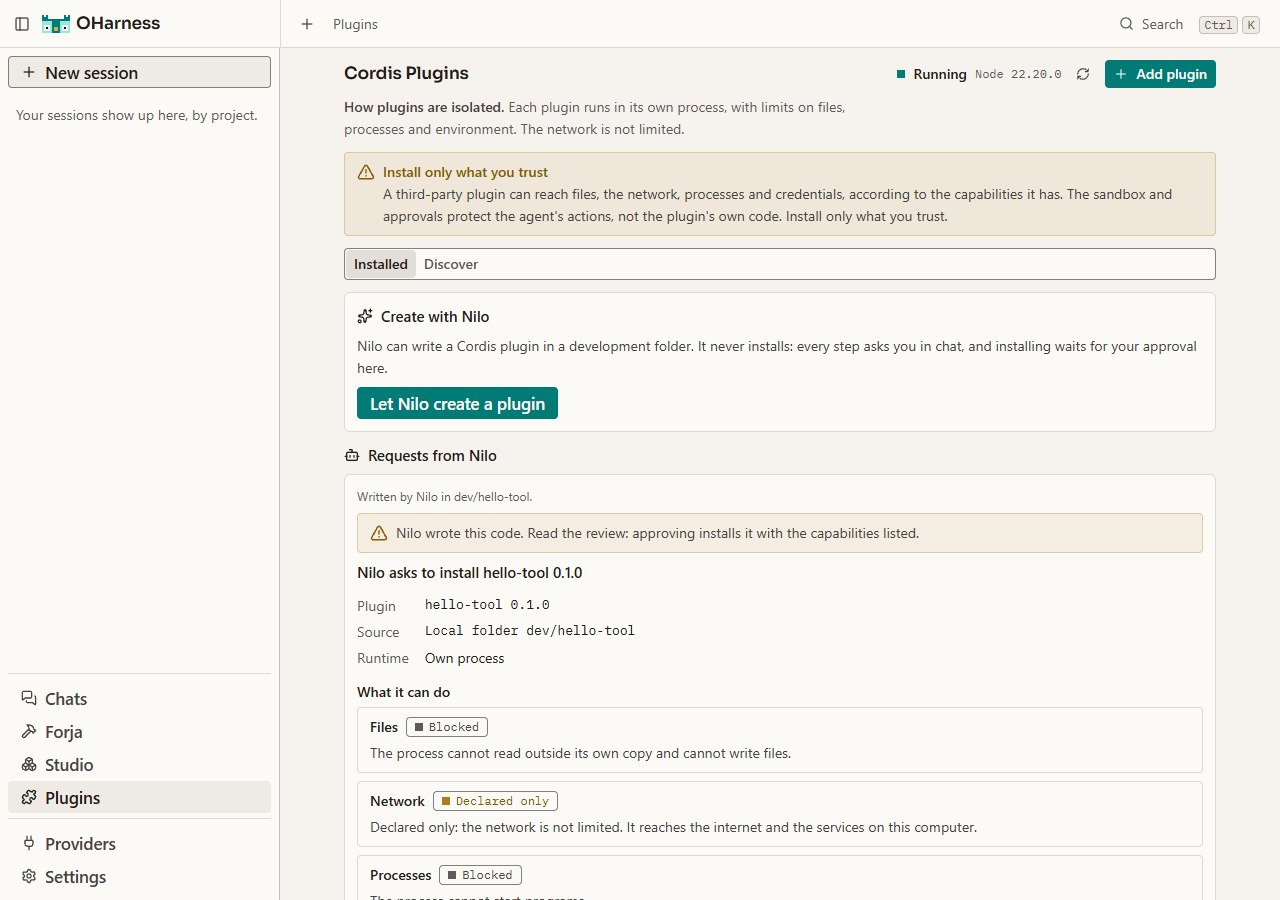 OHarness
Plugins
Search Ctrl K
New session
Your sessions show up here, by project.
Chats
Forja
Studio
Plugins
Providers
Settings
Cordis Plugins
Running Node 22.20.0
Add plugin
How plugins are isolated. Each plugin runs in its own process, with limits on files,
processes and environment. The network is not limited.
Install only what you trust
A third-party plugin can reach files, the network, processes and credentials, according to the capabilities it has. The sandbox and
approvals protect the agent's actions, not the plugin's own code. Install only what you trust.
Installed Discover
Create with Nilo
Nilo can write a Cordis plugin in a development folder. It never installs: every step asks you in chat, and installing waits for your approval
here.
Let Nilo create a plugin
Requests from Nilo
Written by Nilo in dev/hello-tool.
Nilo wrote this code. Read the review: approving installs it with the capabilities listed.
Nilo asks to install hello-tool 0.1.0
Plugin hello-tool 0.1.0
Source Local folder dev/hello-tool
Runtime Own process
What it can do
Files Blocked
The process cannot read outside its own copy and cannot write files.
Network Declared only
Declared only: the network is not limited. It reaches the internet and the services on this computer.
Processes Blocked
The process cannot start programs.